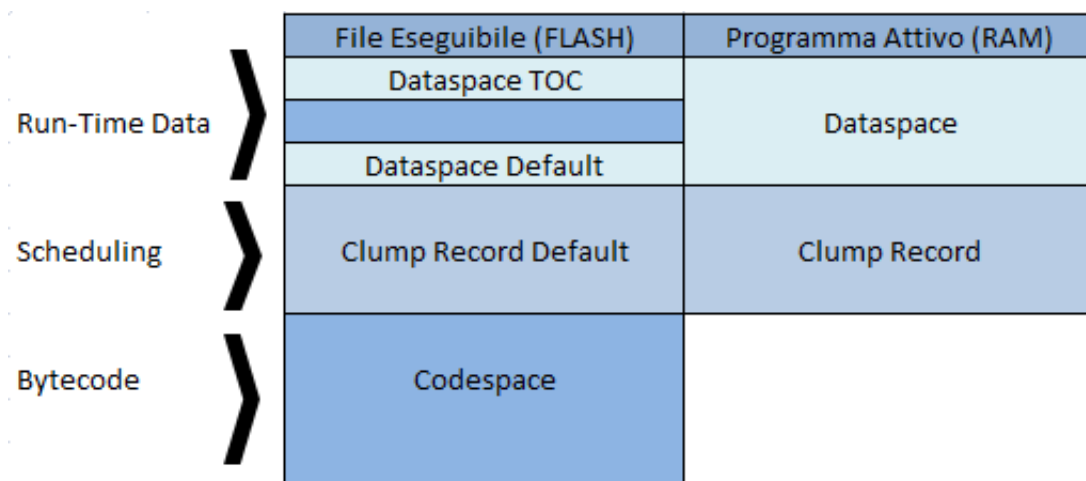 File Eseguibile (FLASH) Programma Attivo (RAM)
Dataspace TOC
Run-Time Data Dataspace
Dataspace Default
Scheduling Clump Record Default Clump Record
Bytecode Codespace